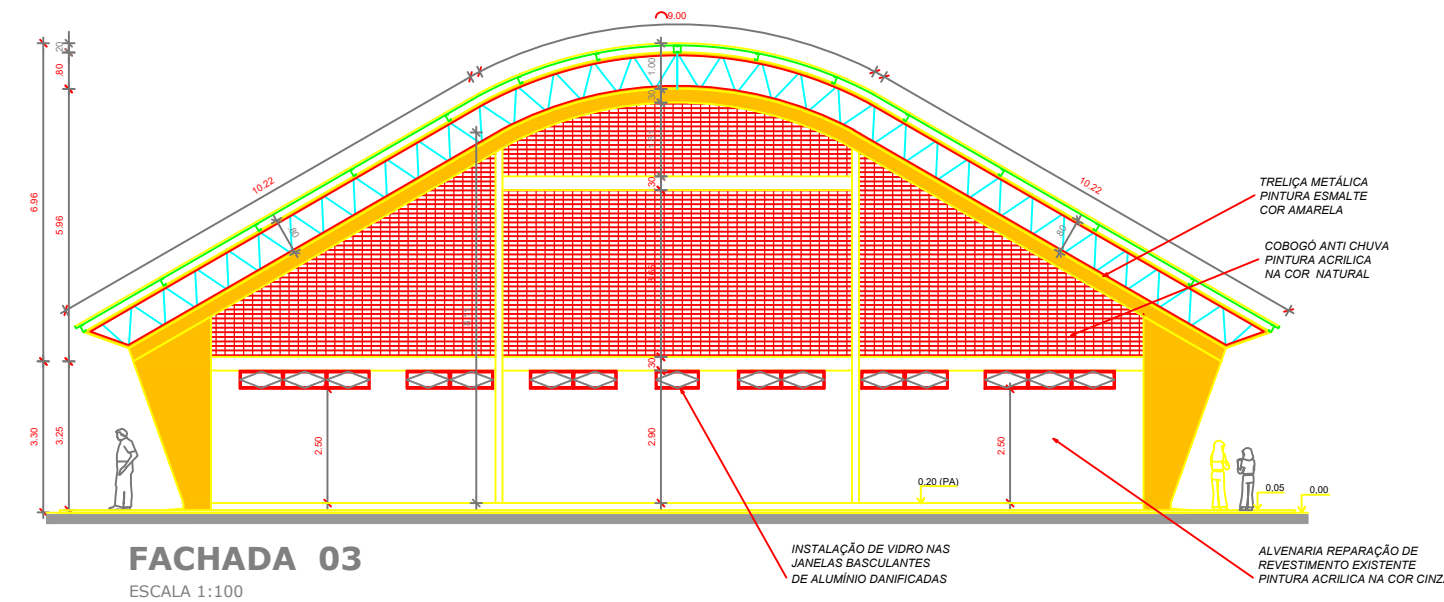 9.00
.20
.80
1.00
.30
10.22
10.22
6.96
5.96
.80
.80
.30
TRELIÇA METÁLICA
PINTURA ESMALTE
COR AMARELA
COBOGÓ ANTI CHUVA
PINTURA ACRILICA
NA COR NATURAL
.30
3.30
3.25
2.50
2.90
2.50
0.20 (PA)
0.05
0.00
FACHADA 03
ESCALA 1:100
INSTALAÇÃO DE VIDRO NAS
JANELAS BASCULANTES
DE ALUMÍNIO DANIFICADAS
ALVENARIA REPARAÇÃO DE
REVESTIMENTO EXISTENTE
PINTURA ACRILICA NA COR CINZ